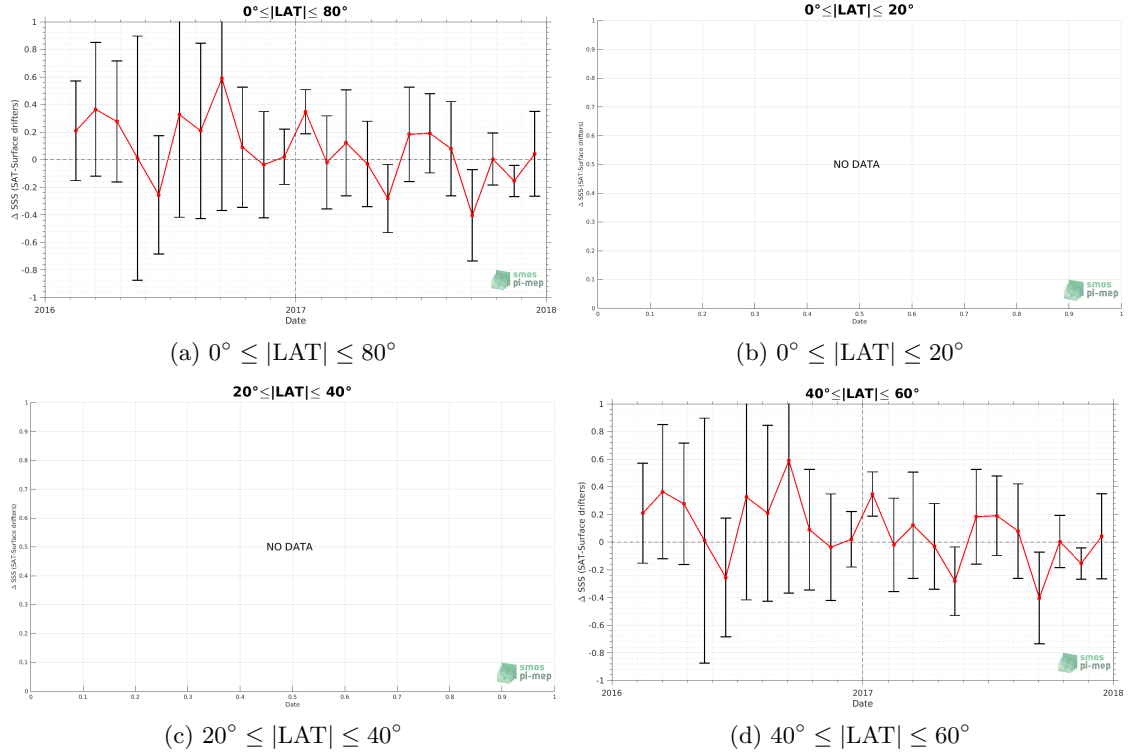 0°≤|LAT|≤ 80°
Δ SSS (SAT-Surface drifters)
1
0.8
0.6
0.4
0.2
0
-0.2
-0.4
-0.6
-0.8
-1
2016
2017
2018
Date
smos
pi-mep
(a) 0° ≤ |LAT| ≤ 80°
0°≤|LAT|≤ 20°
Δ SSS (SAT-Surface drifters)
1
0.9
0.8
0.7
0.6
0.5
0.4
0.3
0.2
0.1
0
NO DATA
0 0.1 0.2 0.3 0.4 0.5 0.6 0.7 0.8 0.9 1
Date
smos
pi-mep
(b) 0° ≤ |LAT| ≤ 20°
20°≤|LAT|≤ 40°
Δ SSS (SAT-Surface drifters)
1
0.9
0.8
0.7
0.6
0.5
0.4
0.3
0.2
0.1
0
NO DATA
0 0.1 0.2 0.3 0.4 0.5 0.6 0.7 0.8 0.9 1
Date
smos
pi-mep
(c) 20° ≤ |LAT| ≤ 40°
40°≤|LAT|≤ 60°
Δ SSS (SAT-Surface drifters)
1
0.8
0.6
0.4
0.2
0
-0.2
-0.4
-0.6
-0.8
-1
2016
2017
2018
Date
smos
pi-mep
(d) 40° ≤ |LAT| ≤ 60°